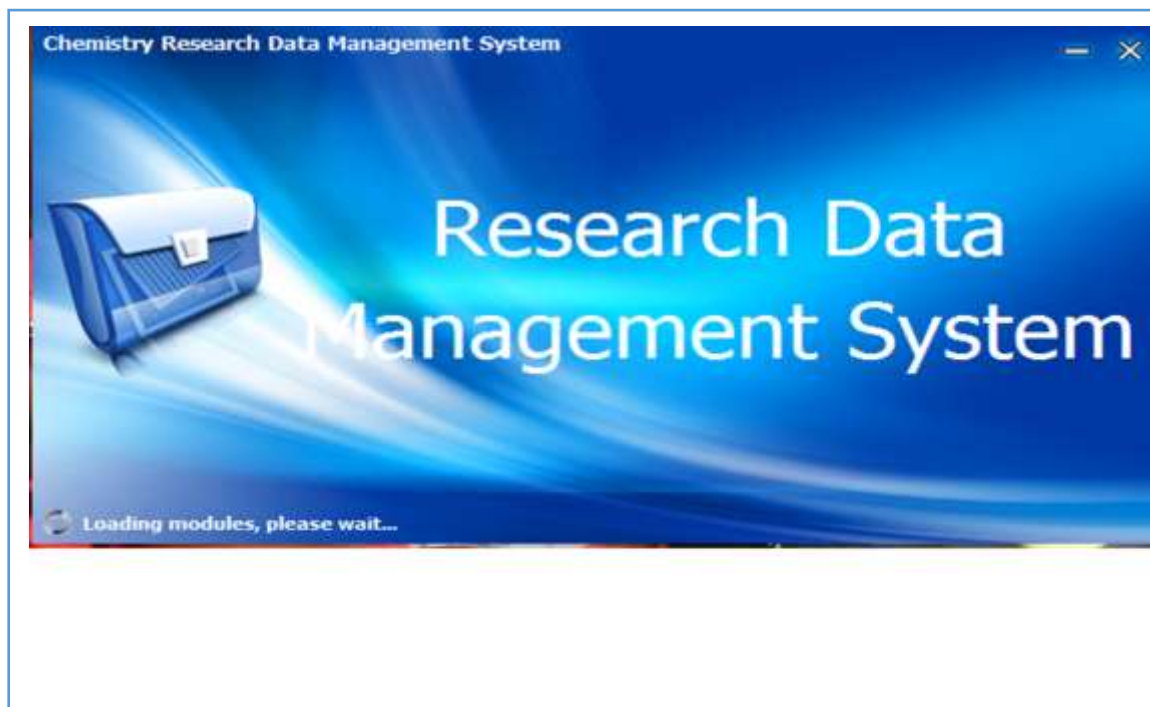 Chemistry Research Data Management System
Research Data
Management System
Loading modules, please wait...